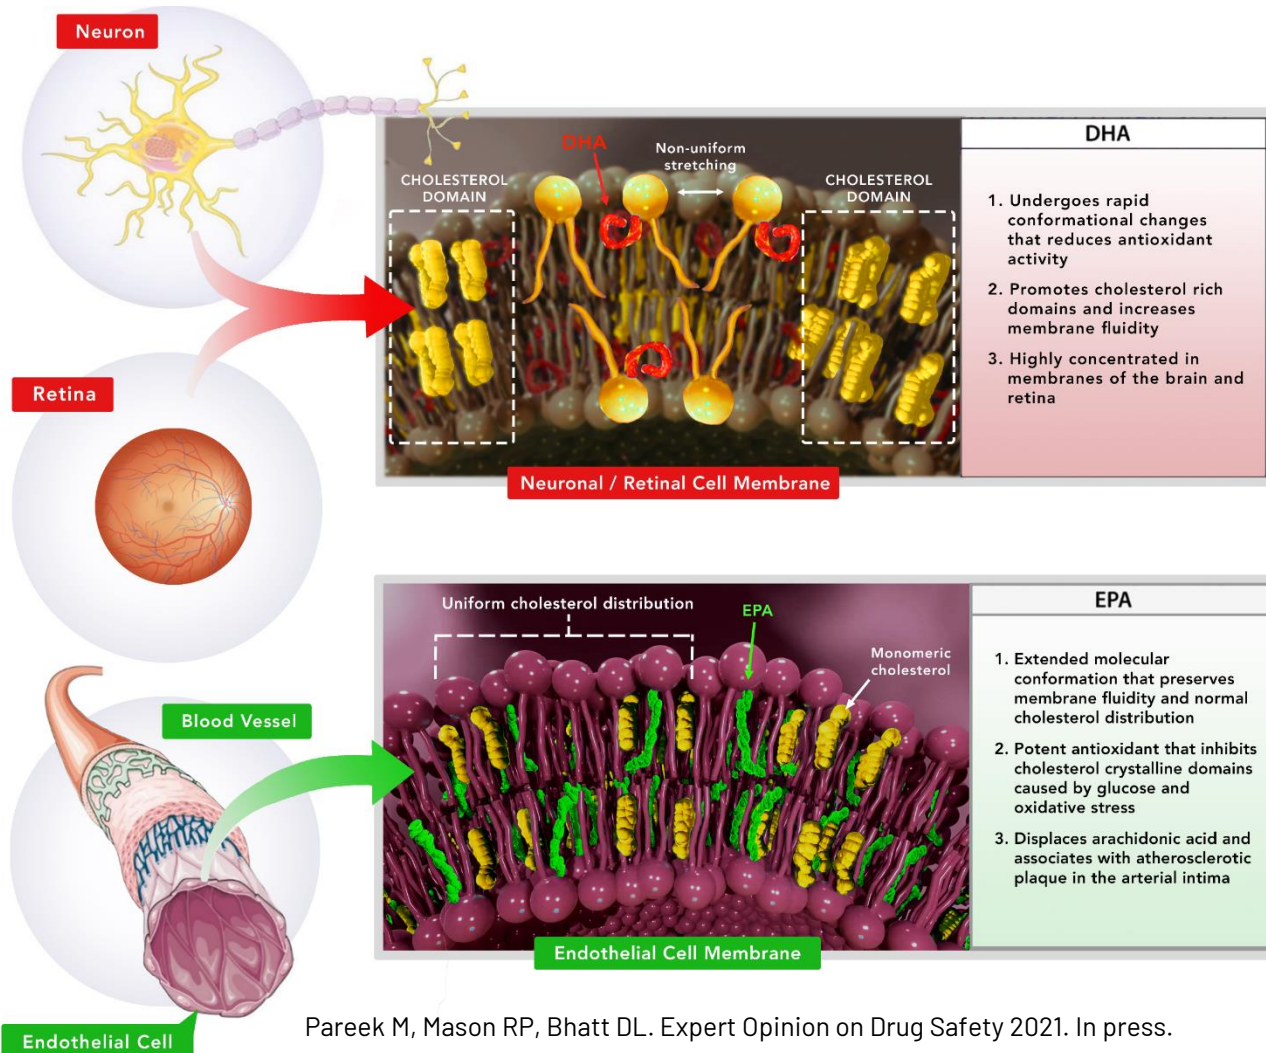 Neuron
Retina
Blood Vessel
Endothelial Cell
DHA
Non-uniform
stretching
CHOLESTEROL
DOMAIN
CHOLESTEROL
DOMAIN
Neuronal / Retinal Cell Membrane
DHA
1. Undergoes rapid
conformational changes
that reduces antioxidant
activity
2. Promotes cholesterol rich
domains and increases
membrane fluidity
3. Highly concentrated in
membranes of the brain and
retina
Uniform cholesterol distribution
EPA
Monomeric
cholesterol
Endothelial Cell Membrane
EPA
1. Extended molecular
conformation that preserves
membrane fluidity and normal
cholesterol distribution
2. Potent antioxidant that inhibits
cholesterol crystalline domains
caused by glucose and
oxidative stress
3. Displaces arachidonic acid and
associates with atherosclerotic
plaque in the arterial intima
Pareek M, Mason RP, Bhatt DL. Expert Opinion on Drug Safety 2021. In press.